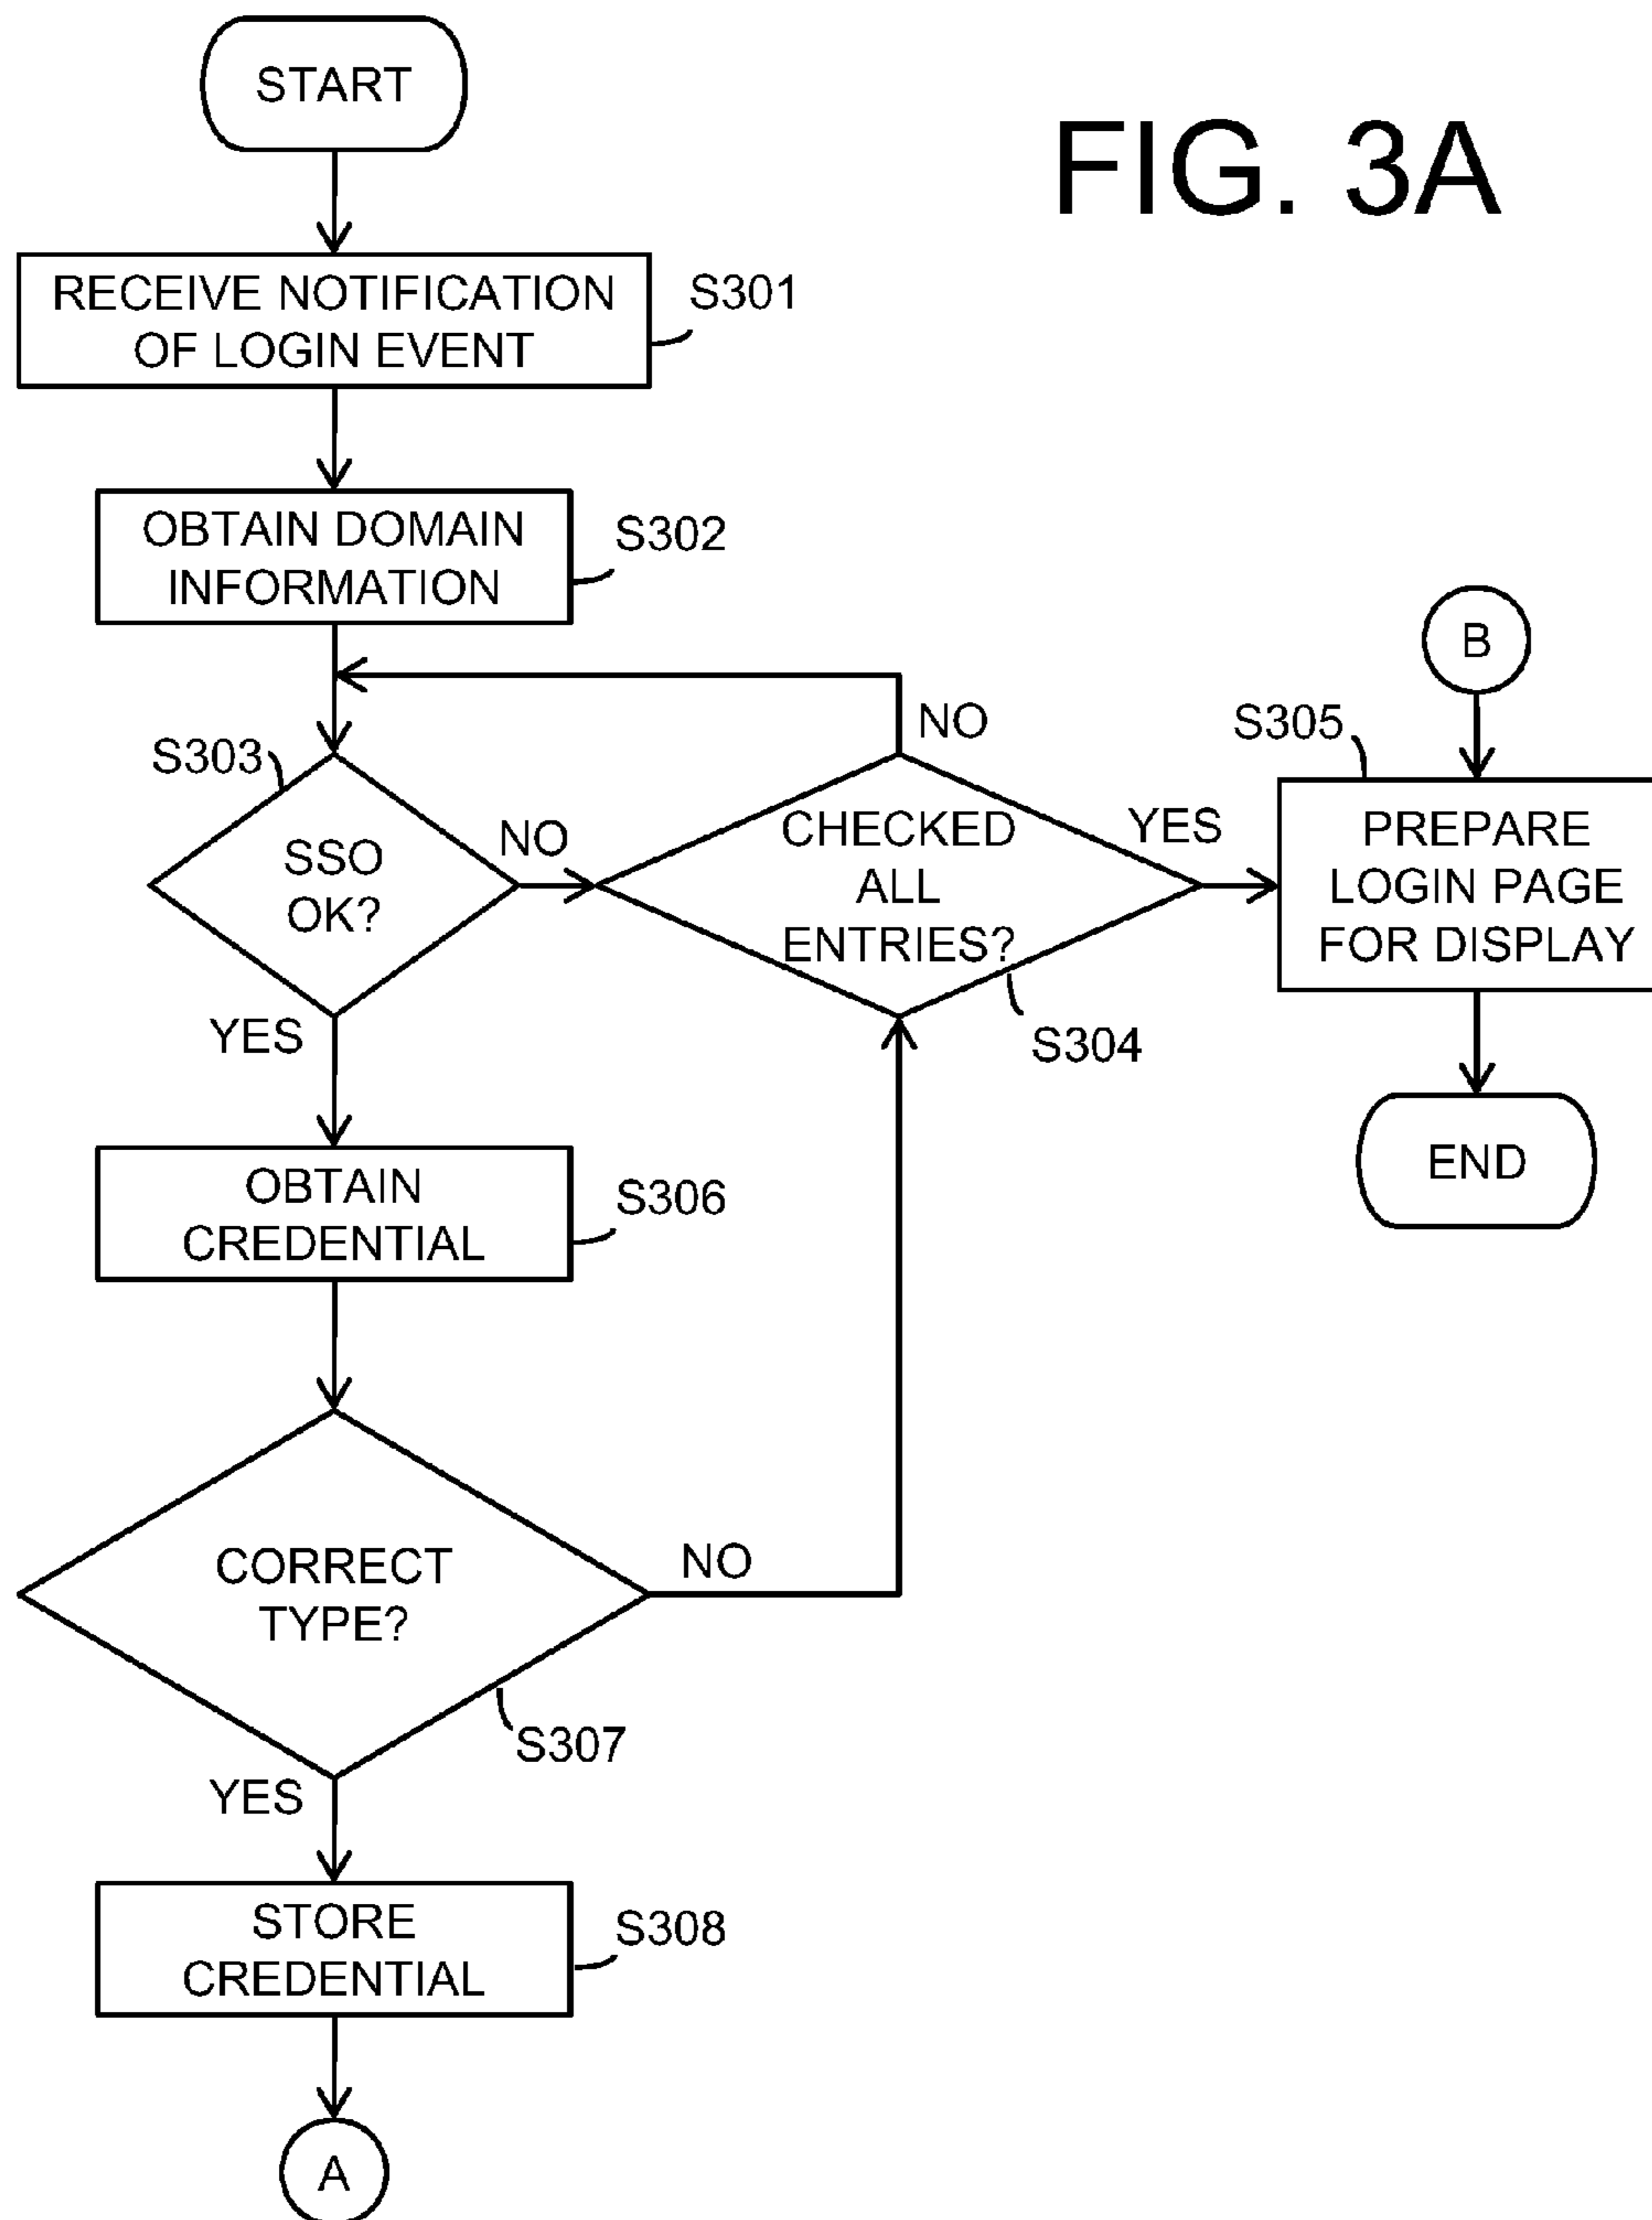 START
FIG. 3A
RECEIVE NOTIFICATION
OF LOGIN EVENT
S301
OBTAIN DOMAIN
INFORMATION
S302
B
NO
S305
S303
SSO
OK?
NO
CHECKED
ALL
ENTRIES?
YES
PREPARE
LOGIN PAGE
FOR DISPLAY
YES
S304
END
OBTAIN
CREDENTIAL
S306
CORRECT
TYPE?
NO
S307
YES
STORE
CREDENTIAL
S308
A